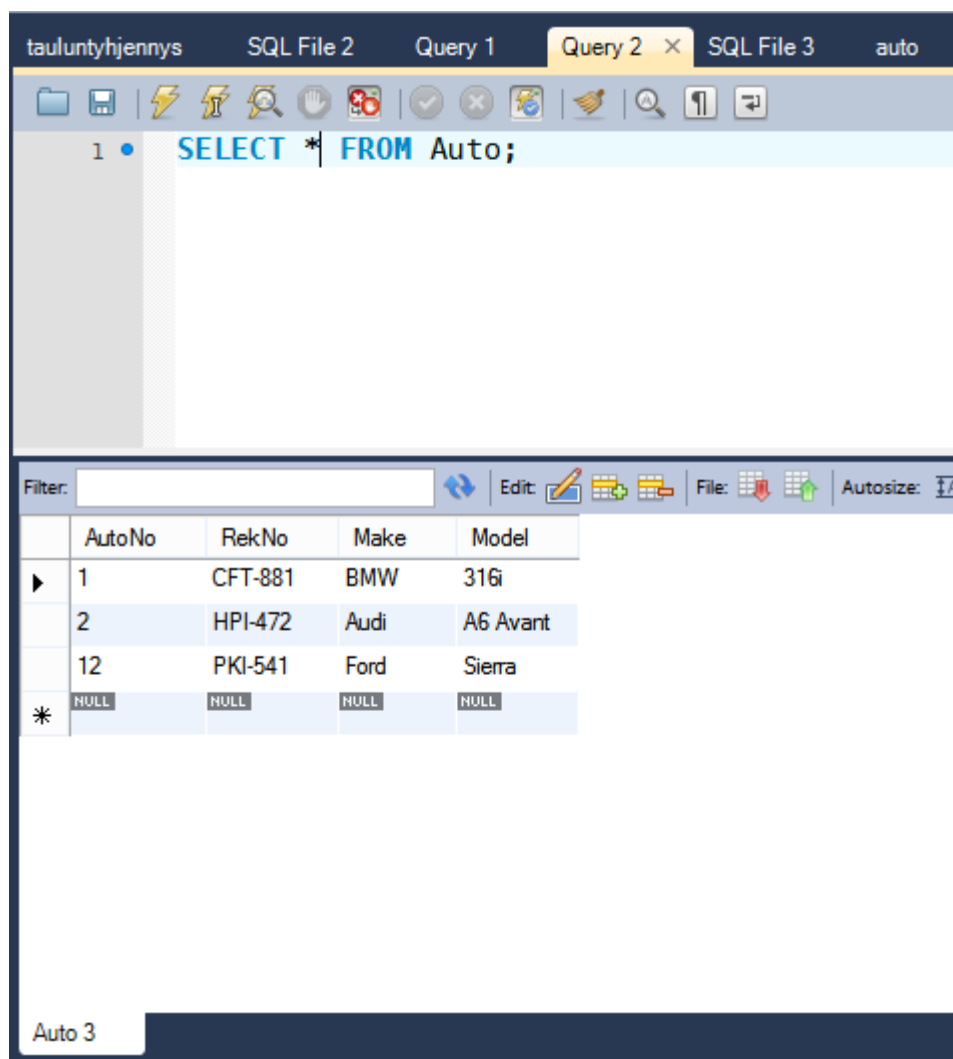 tauluntyhjennys SQL File 2 Query 1 Query 2 × SQL File 3 auto
1 SELECT * FROM Auto;
Filter: Edit: File: Autosize:
AutoNo RekNo Make Model
1 CFT-881 BMW 316i
2 HPI-472 Audi A6 Avant
12 PKI-541 Ford Sierra
* NULL NULL NULL NULL
Auto 3